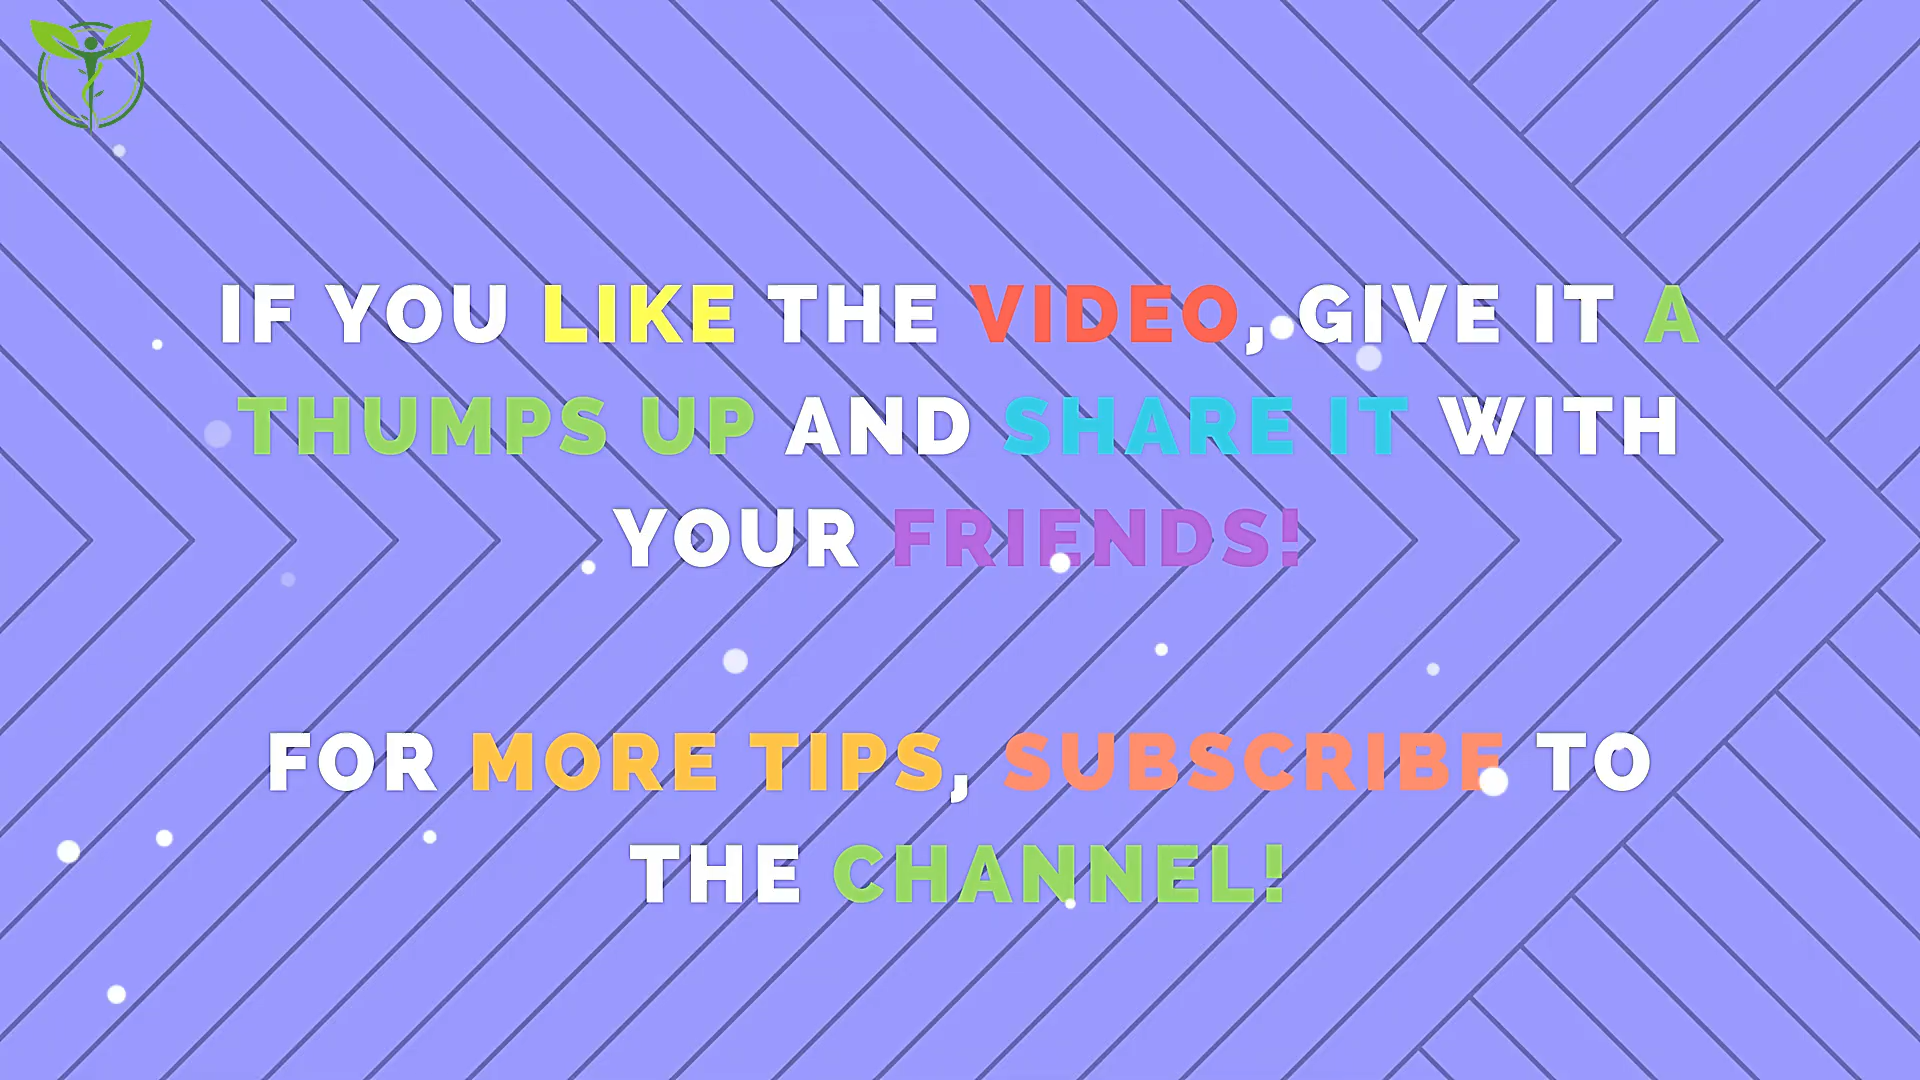 IF YOU LIKE THE VIDEO, GIVE IT A
THUMPS UP AND SHARE IT WITH
YOUR FRIENDS!
FOR MORE TIPS, SUBSCRIBE TO
THE CHANNEL!